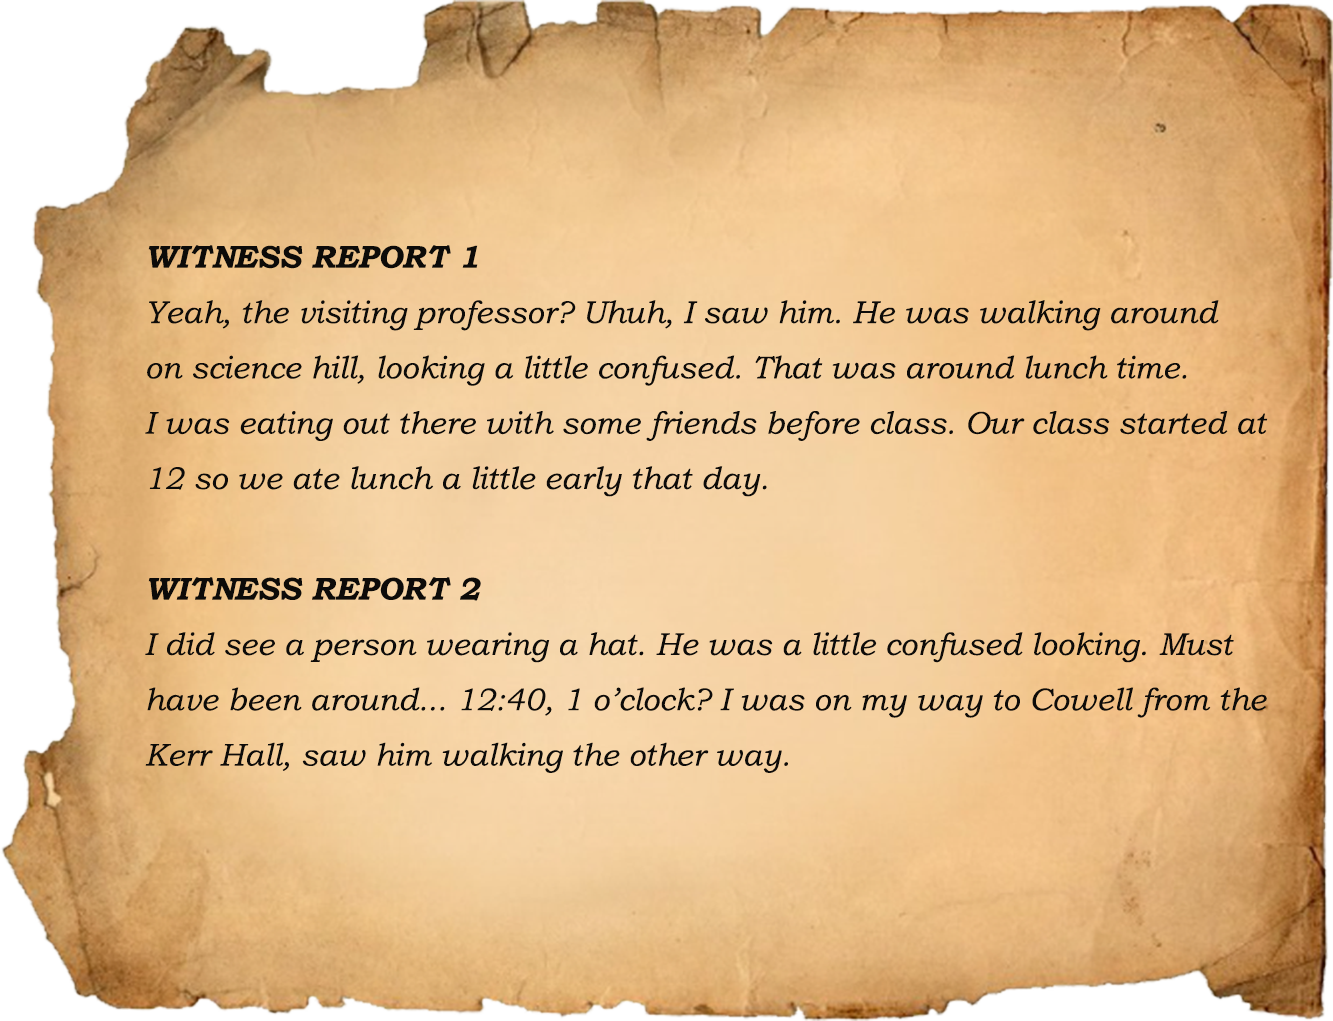 WITNESS REPORT 1
Yeah, the visiting professor? Uhuh, I saw him. He was walking around
on science hill, looking a little confused. That was around lunch time.
I was eating out there with some friends before class. Our class started at
12 so we ate lunch a little early that day.
WITNESS REPORT 2
I did see a person wearing a hat. He was a little confused looking. Must
have been around... 12:40, 1 o’clock? I was on my way to Cowell from the
Kerr Hall, saw him walking the other way.